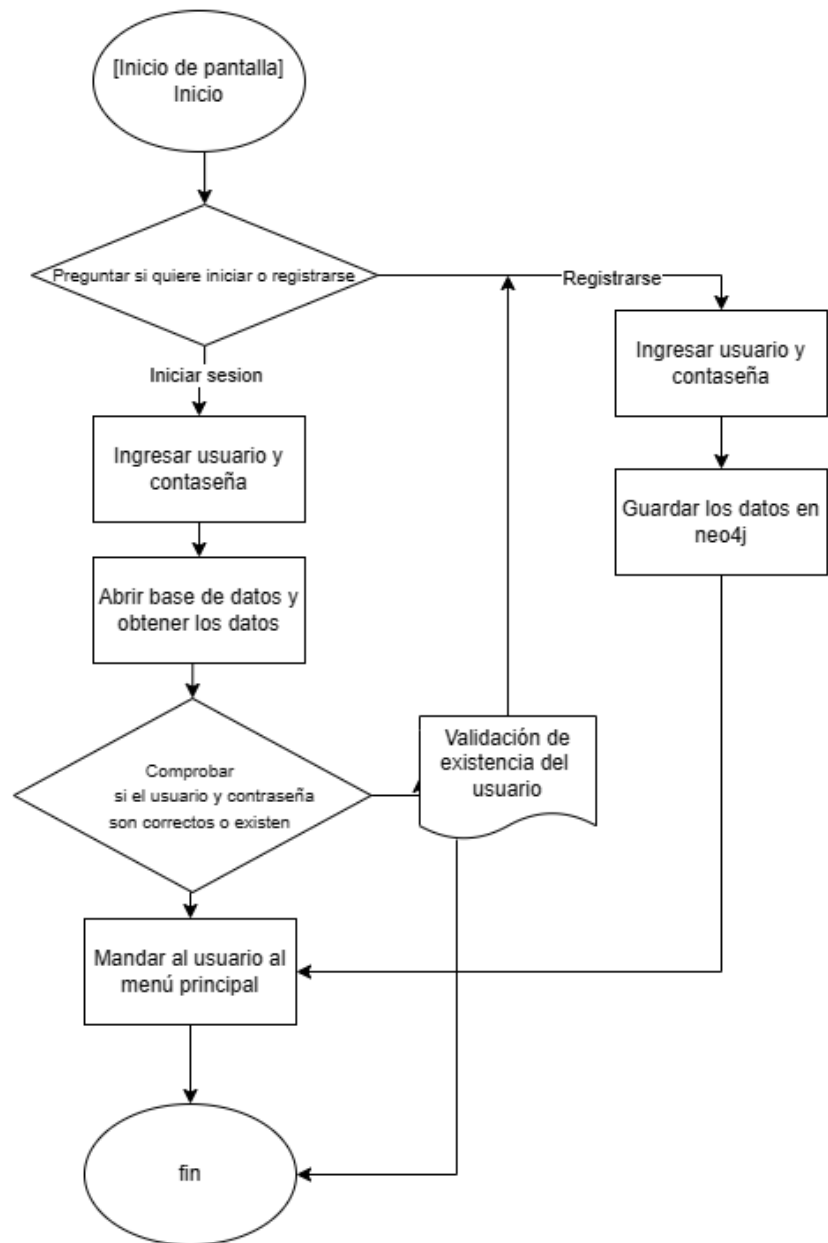 [Inicio de pantalla]
Inicio
Preguntar si quiere iniciar o registrarse
Registrarse
Iniciar sesion
Ingresar usuario y
contaseña
Ingresar usuario y
contaseña
Guardar los datos en
neo4j
Abrir base de datos y
obtener los datos
Validación de
existencia del
usuario
Comprobar
si el usuario y contraseña
son correctos o existen
Mandar al usuario al
menú principal
fin